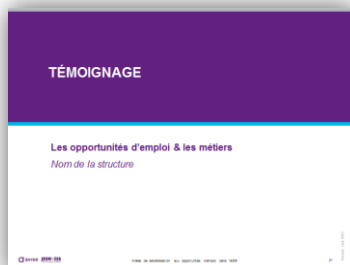 TÉMOIGNAGE
Les opportunités d'emploi & les métiers
Nom de la structure